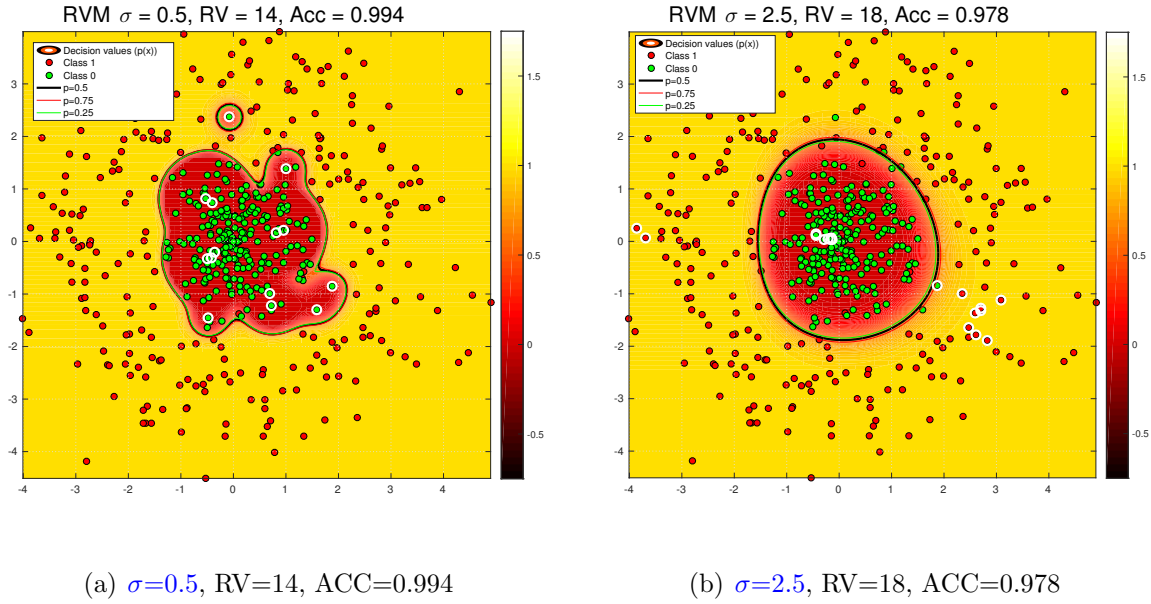 RVM σ = 0.5, RV = 14, Acc = 0.994
Decision values (p(x))
Class 1
Class 0
p=0.5
p=0.75
p=0.25
3
2
1
0
-1
-2
-3
-4
-4
-3
-2
-1
0
1
2
3
4
1.5
1
0.5
0
-0.5
RVM σ = 2.5, RV = 18, Acc = 0.978
Decision values (p(x))
Class 1
Class 0
p=0.5
p=0.75
p=0.25
3
2
1
0
-1
-2
-3
-4
-4
-3
-2
-1
0
1
2
3
4
1.5
1
0.5
0
-0.5
(a) σ=0.5, RV=14, ACC=0.994
(b) σ=2.5, RV=18, ACC=0.978